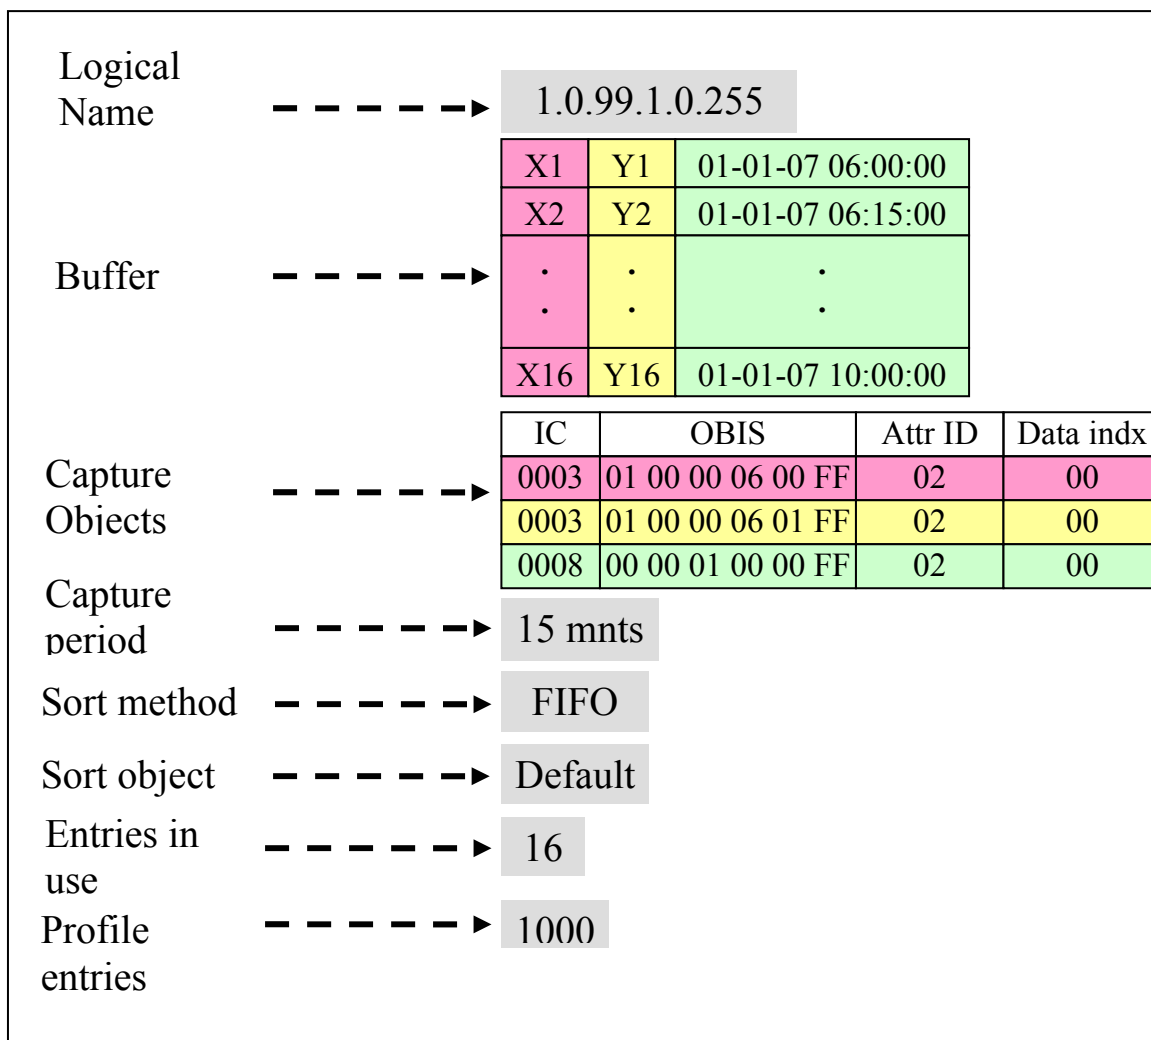 Logical
Name
1.0.99.1.0.255
X1 Y1 01-01-07 06:00:00
X2 Y2 01-01-07 06:15:00
Buffer
. . .
. . .
X16 Y16 01-01-07 10:00:00
IC OBIS Attr ID Data indx
Capture
Objects
0003 01 00 00 06 00 FF 02 00
0003 01 00 00 06 01 FF 02 00
0008 00 00 01 00 00 FF 02 00
Capture
period
15 mnts
Sort method
FIFO
Sort object
Default
Entries in
use
16
Profile
entries
1000